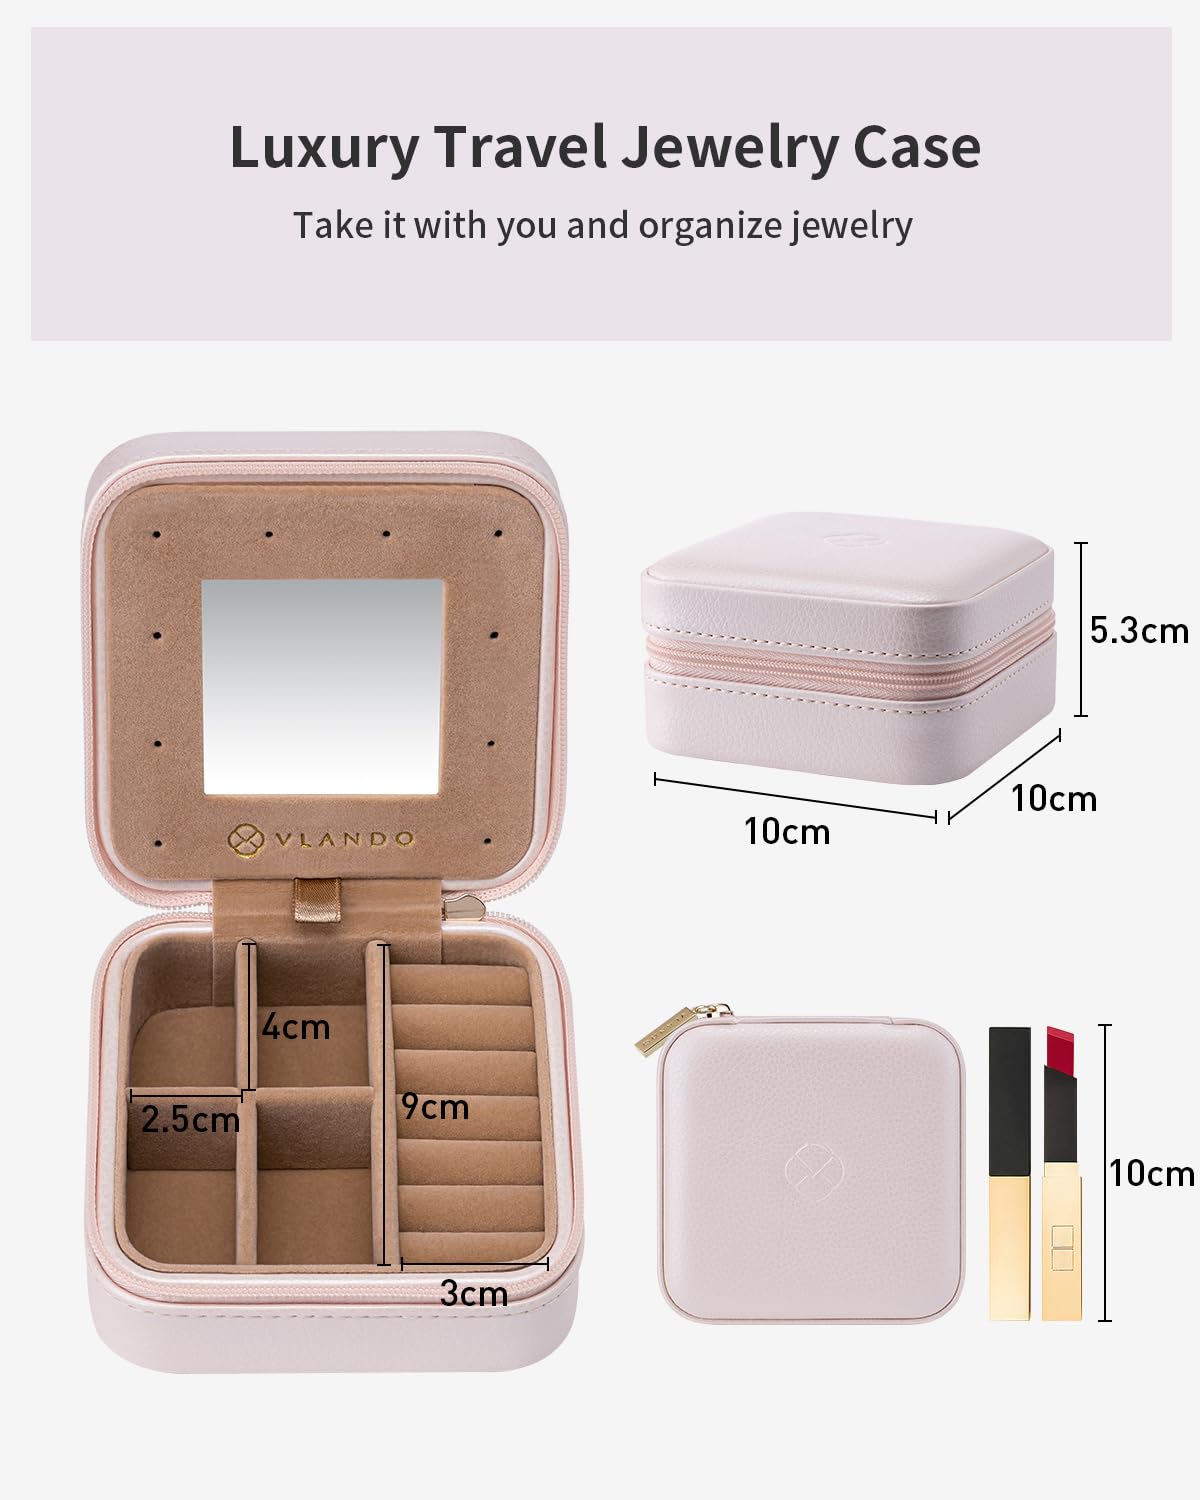 Luxury Travel Jewelry Case
Take it with you and organize jewelry
VLANDO
5.3cm
10cm
10cm
4cm
2.5cm
9cm
3cm
10cm